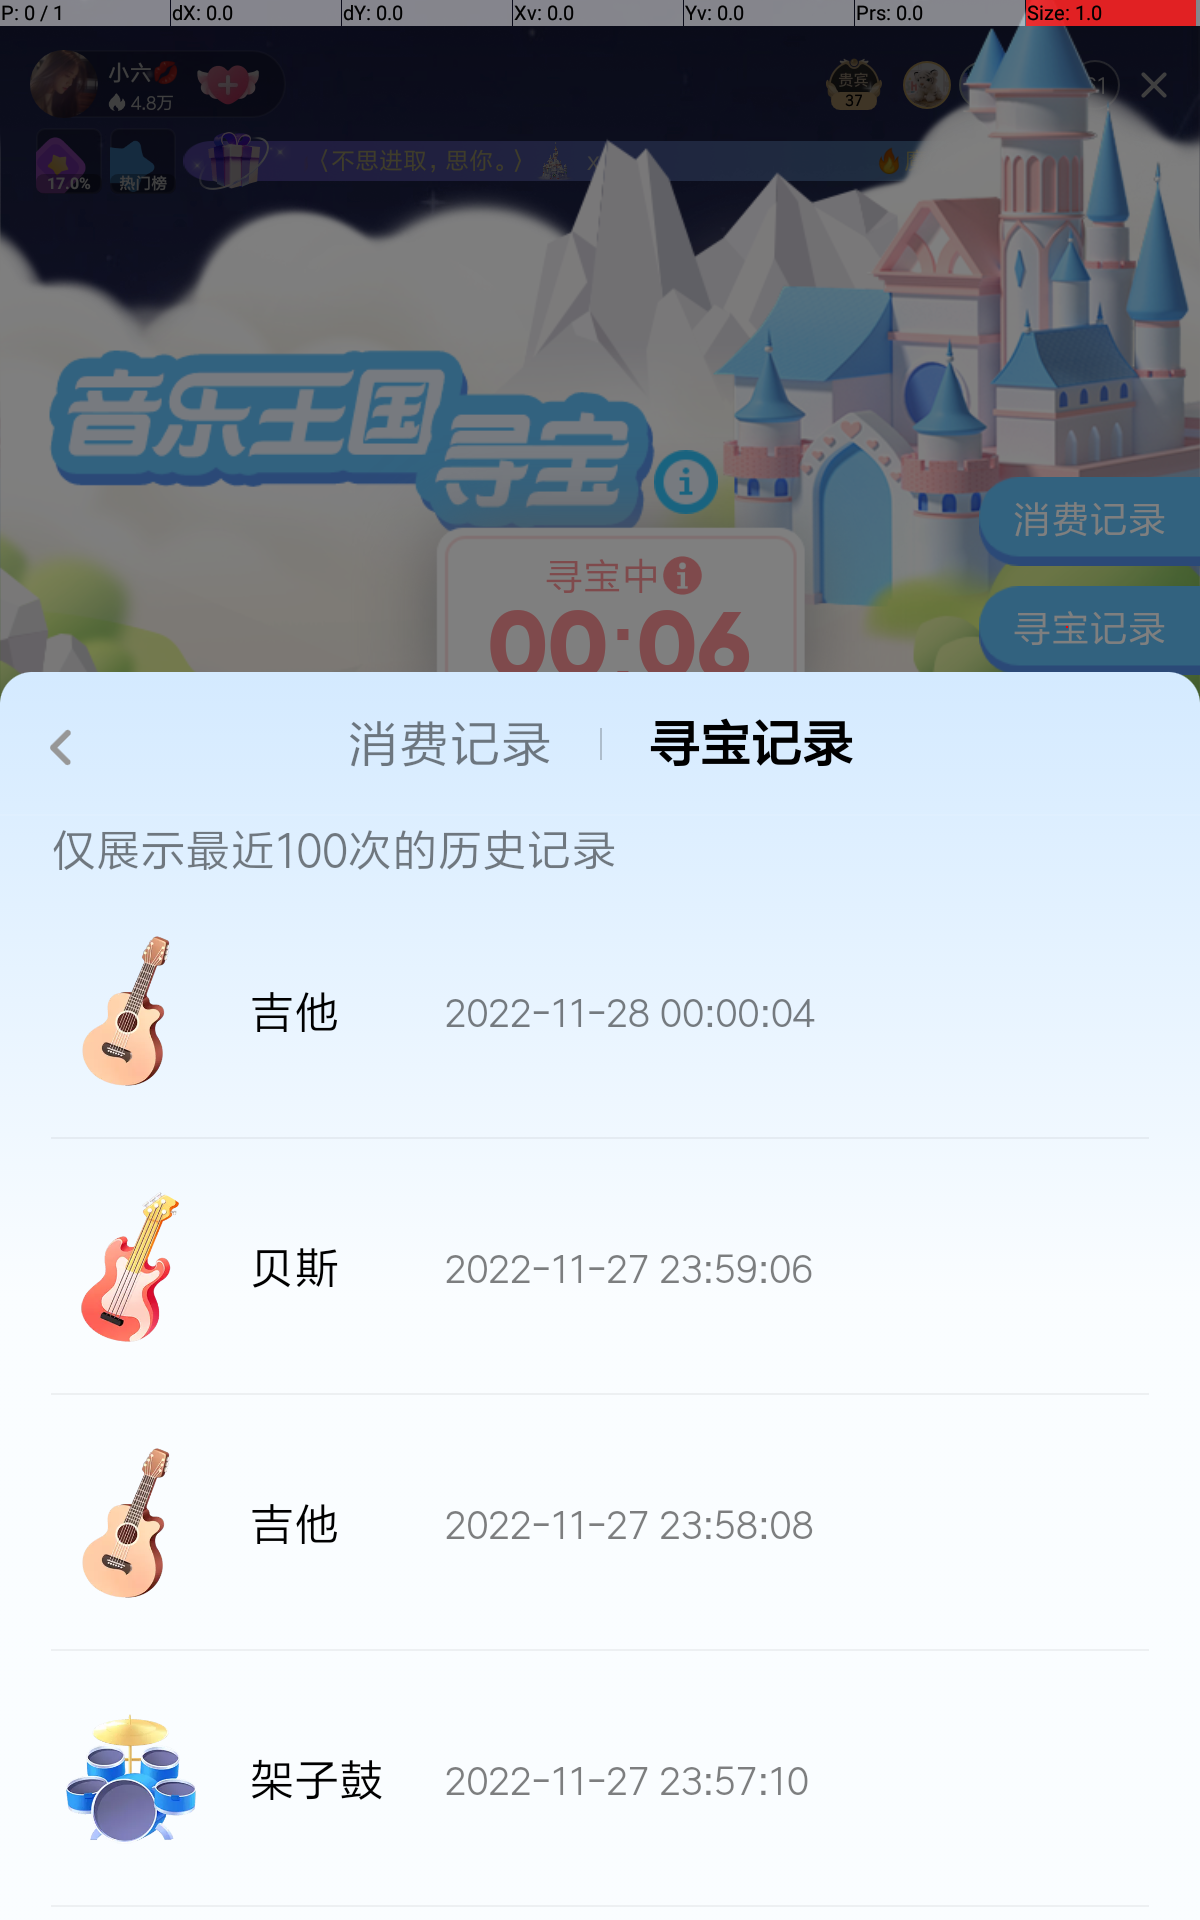 P: 0 / 1 dX: 0.0 dY: 0.0 Xv: 0.0 Yv: 0.0 Prs: 0.0 Size: 1.0
小六💋
4.8万
贵宾
37
17.0%
热门榜
（不思进取，思你。） x
音乐王国
寻宝
消费记录
寻宝中
00:06
寻宝记录
消费记录 寻宝记录
仅展示最近100次的历史记录
吉他 2022-11-28 00:00:04
贝斯 2022-11-27 23:59:06
吉他 2022-11-27 23:58:08
架子鼓 2022-11-27 23:57:10